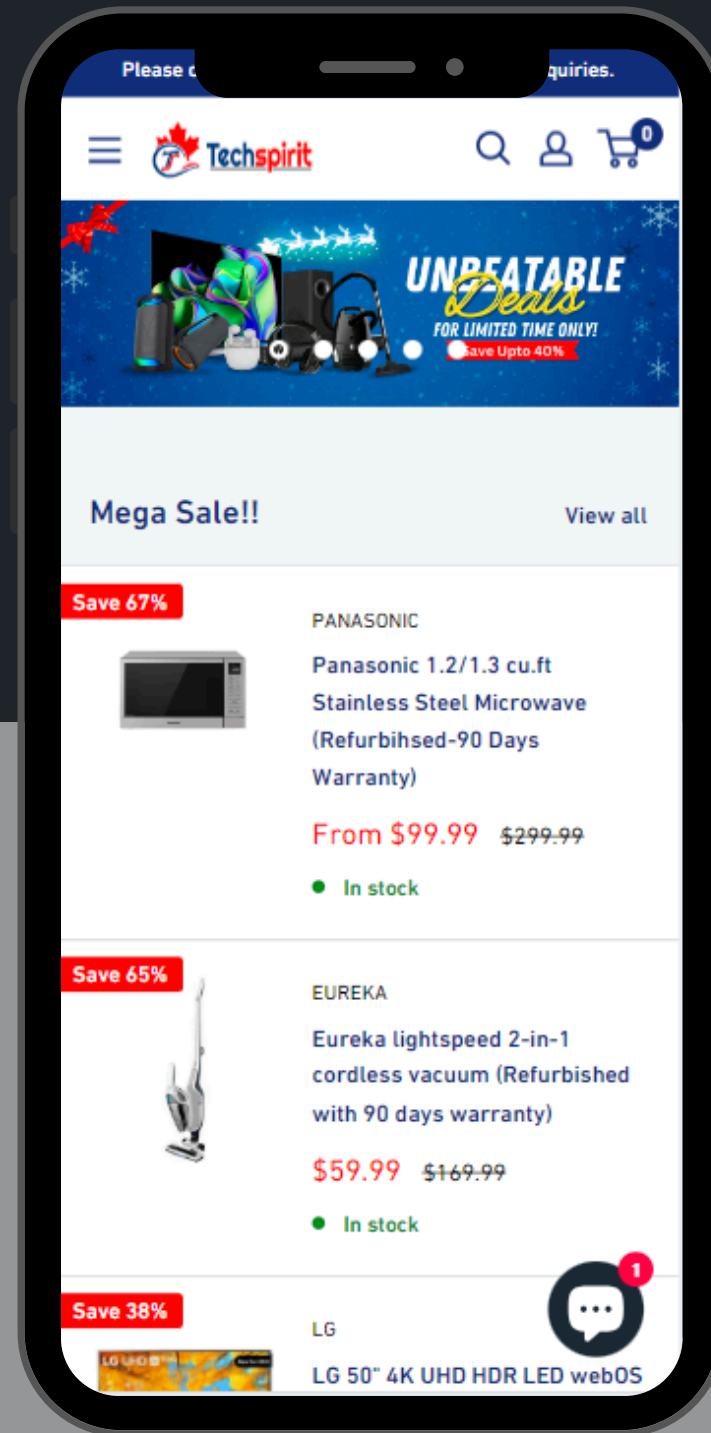 Please
quiries.
Techspirit
0
UNBEATABLE
Deals
FOR LIMITED TIME ONLY!
Save Upto 40%
Mega Sale!!
View all
Save 67%
PANASONIC
Panasonic 1.2/1.3 cu.ft
Stainless Steel Microwave
(Refurbihsed-90 Days
Warranty)
From $99.99 $299.99
In stock
Save 65%
EUREKA
Eureka lightspeed 2-in-1
cordless vacuum (Refurbished
with 90 days warranty)
$59.99 $169.99
In stock
1
Save 38%
LG
LG UHD
LG 50" 4K UHD HDR LED webOS